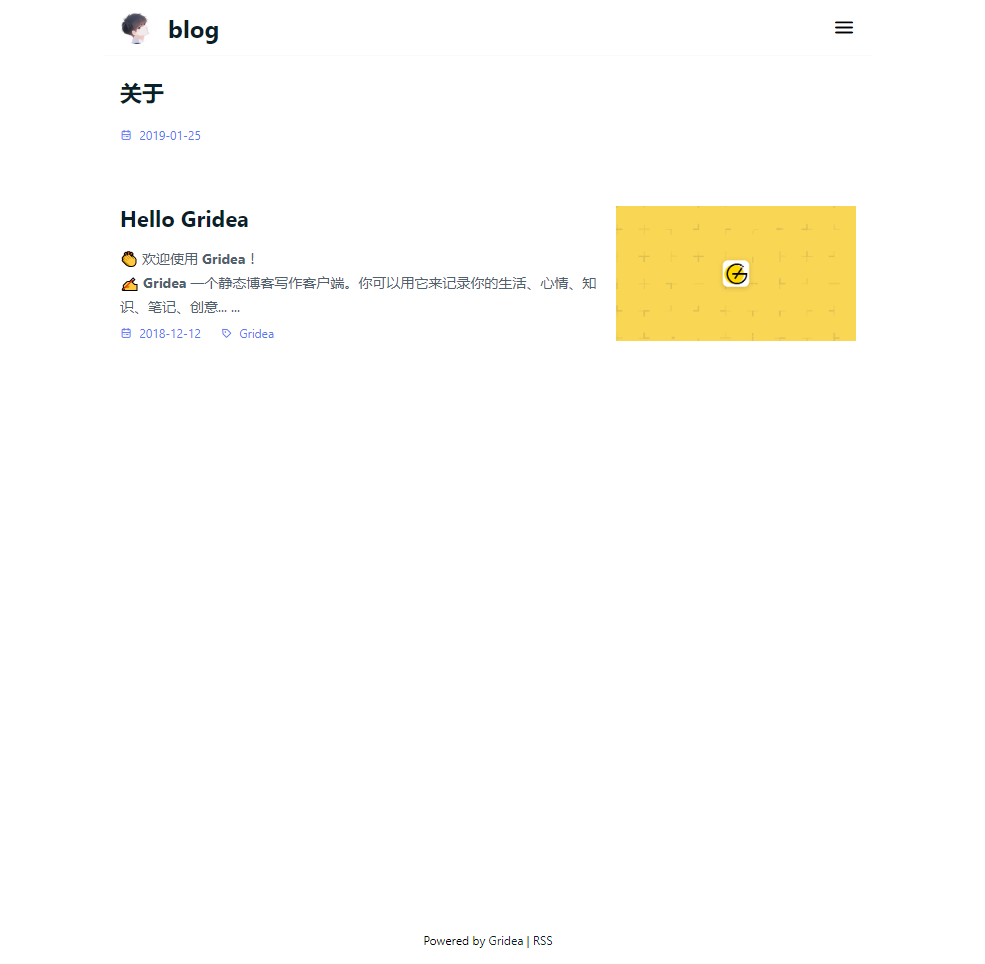 blog
关于
2019-01-25
Hello Gridea
👏 欢迎使用 Gridea！
✍️ Gridea 一个静态博客写作客户端。你可以用它来记录你的生活、心情、知
识、笔记、创意... ...
2018-12-12 Gridea
Powered by Gridea | RSS